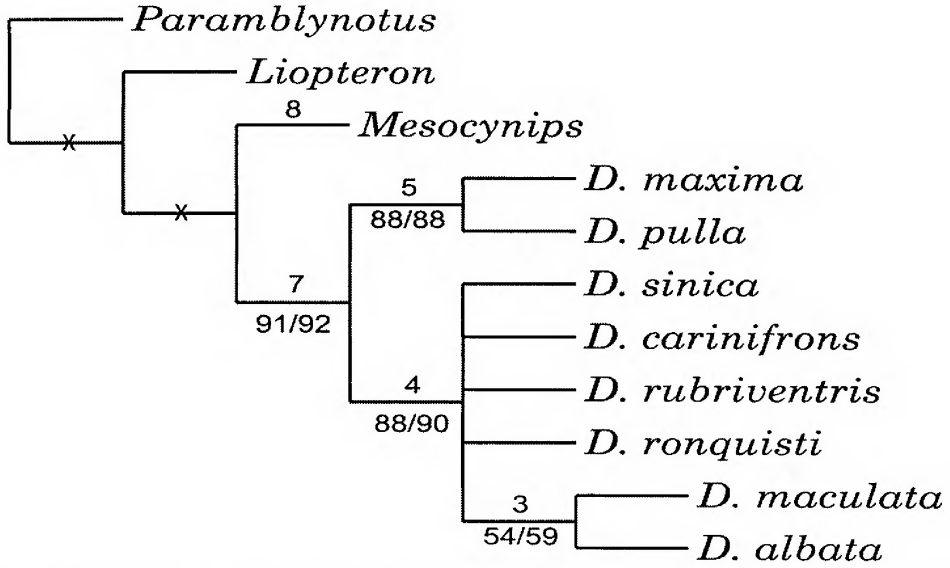 Paramblynotus
Liopteron
8
Mesocynips
x
D. maxima
5
88/88
x
D. pulla
D. sinica
7
91/92
D. carinifrons
4
D. rubriventris
88/90
D. ronquisti
D. maculata
3
54/59
D. albata